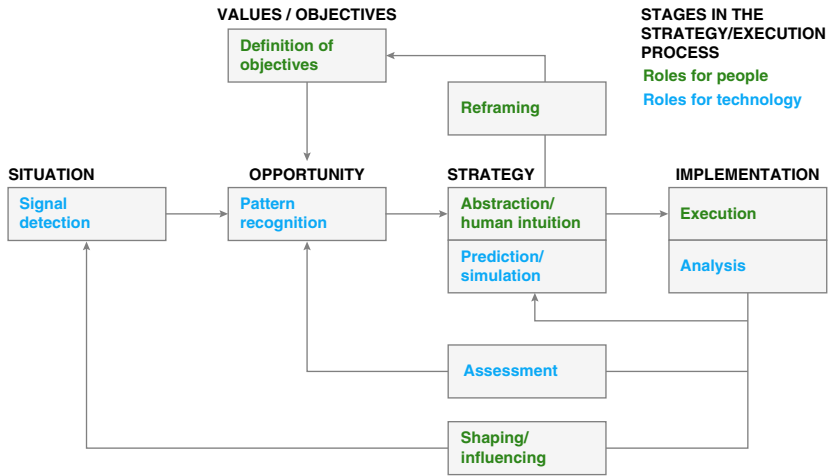 VALUES / OBJECTIVES
Definition of
objectives
STAGES IN THE
STRATEGY/EXECUTION
PROCESS
Roles for people
Roles for technology
Reframing
SITUATION
Signal
detection
OPPORTUNITY
Pattern
recognition
STRATEGY
Abstraction/
human intuition
Prediction/
simulation
IMPLEMENTATION
Execution
Analysis
Assessment
Shaping/
influencing